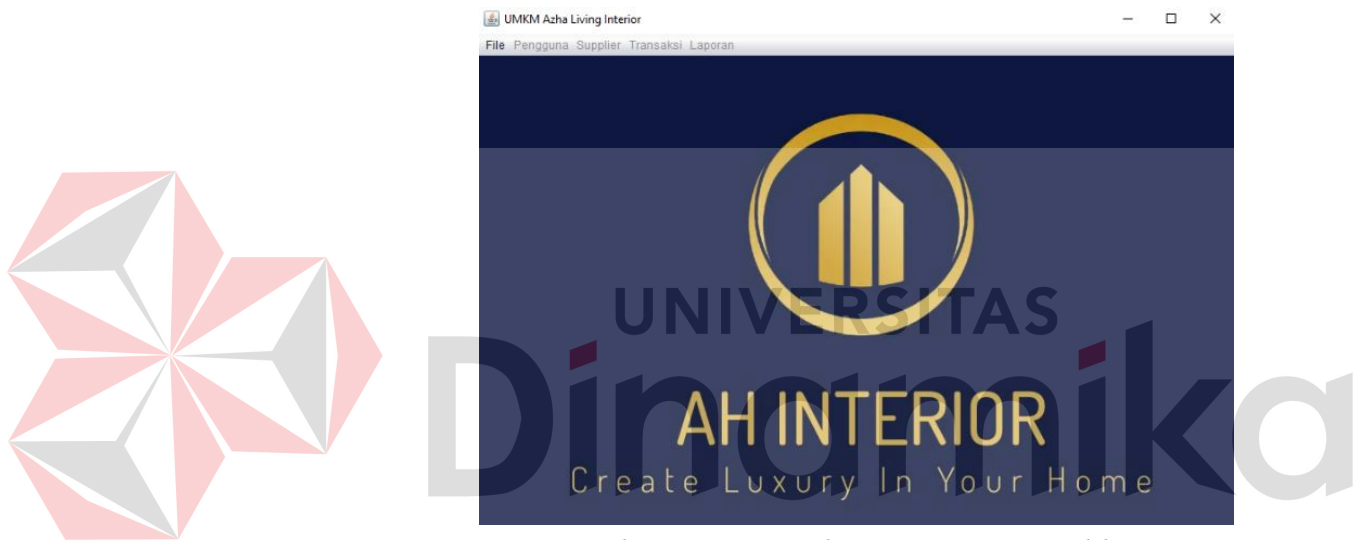 UMKM Azha Living Interior
File Pengguna Supplier Transaksi Laporan
UNIVERSITAS
Dinamika
AH INTERIOR
Create Luxury In Your Home